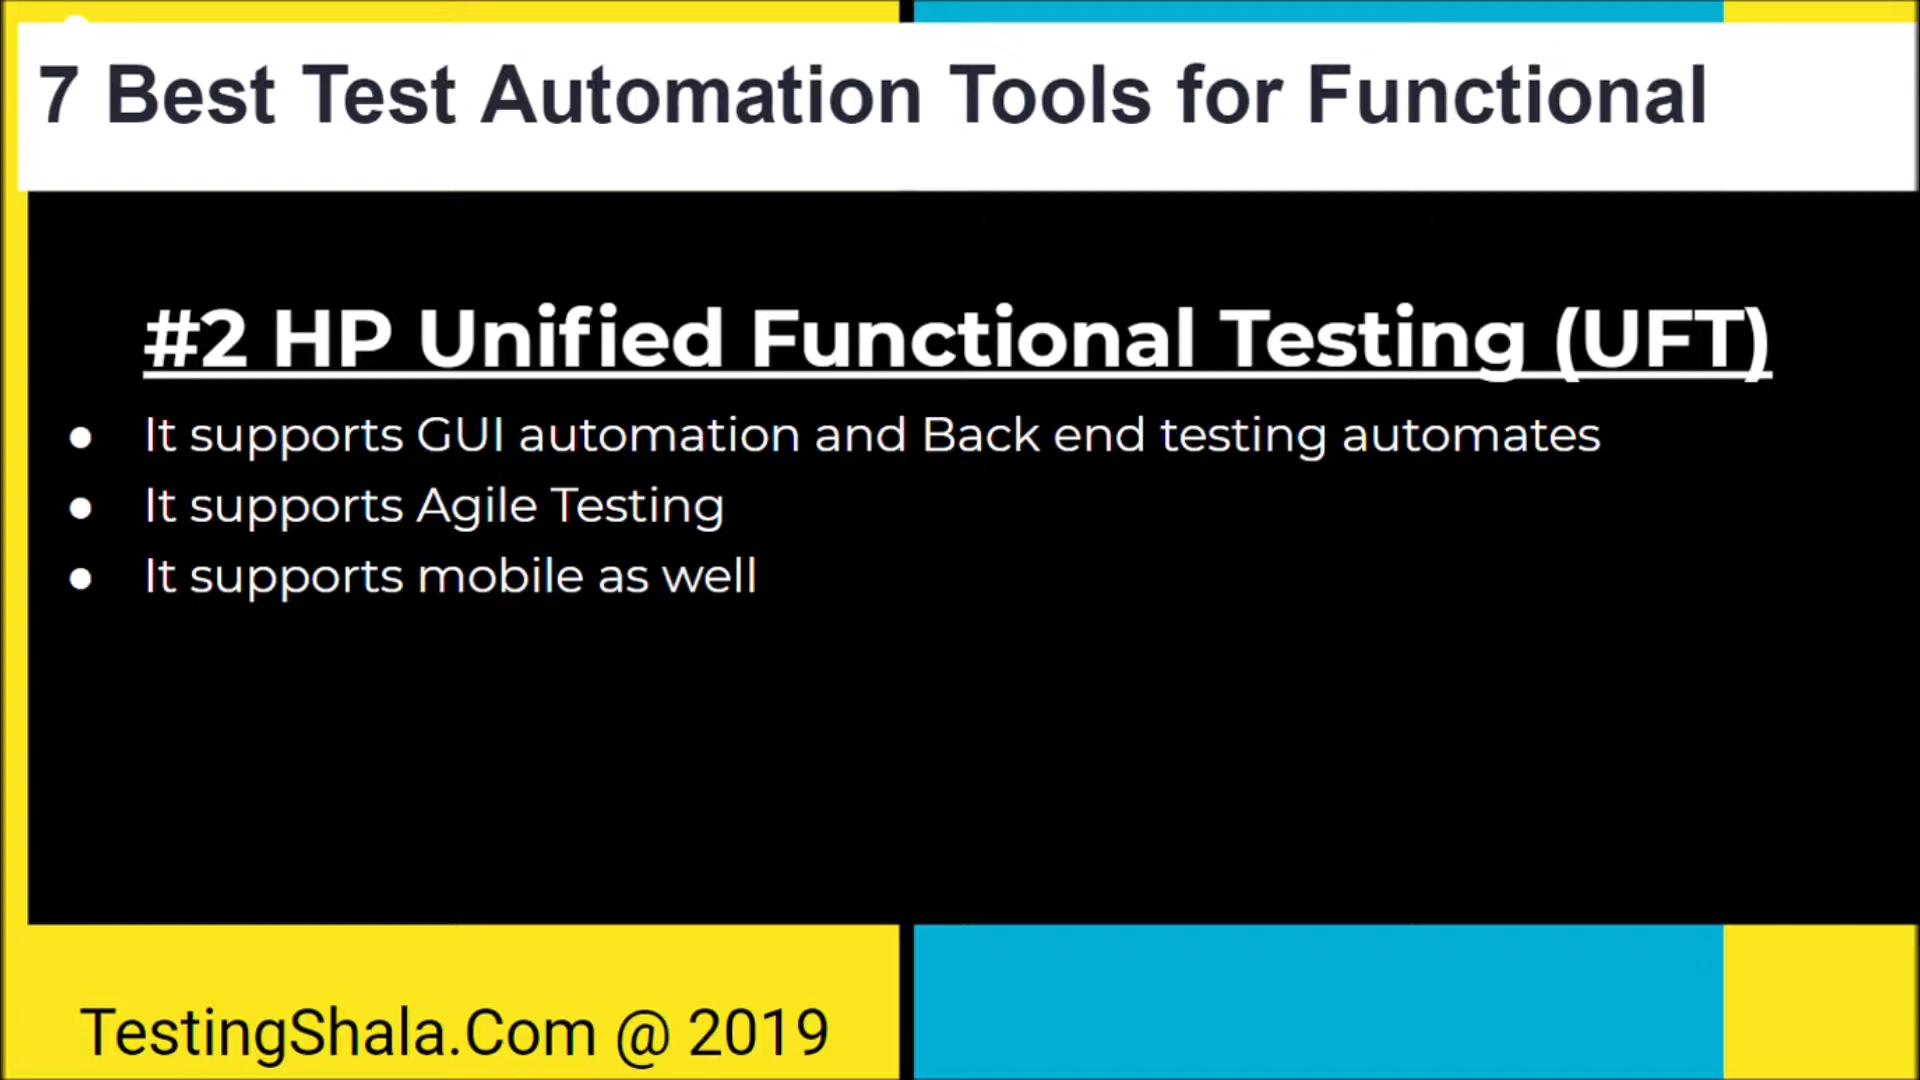 7 Best Test Automation Tools for Functional
#2 HP Unified Functional Testing (UFT)
● It supports GUI automation and Back end testing automates
● It supports Agile Testing
● It supports mobile as well
TestingShala.Com @ 2019